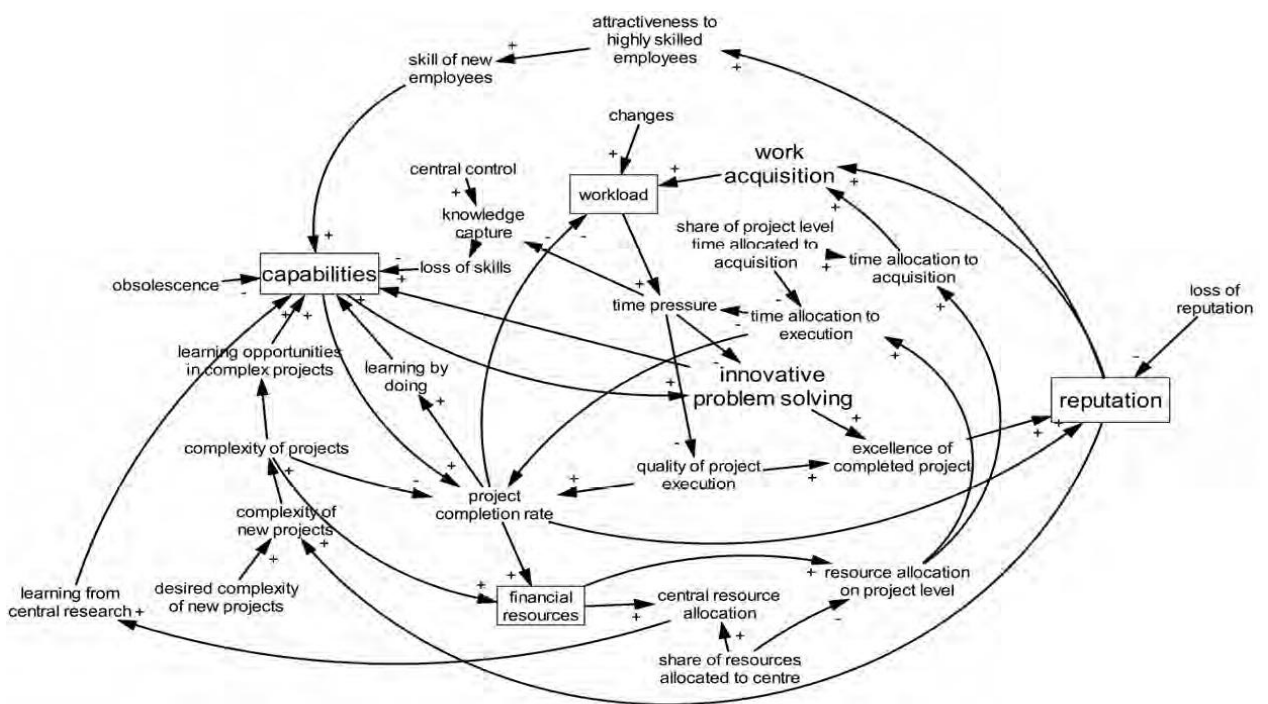 attractiveness to
highly skilled
employees
skill of new
employees
changes
work
acquisition
central control
workload
knowledge
capture
share of project level
time allocated to
acquisition
time allocation to
acquisition
capabilities
loss of skills
obsolescence
time pressure
time allocation to
execution
loss of
reputation
learning opportunities
in complex projects
learning by
doing
innovative
problem solving
reputation
complexity of projects
quality of project
execution
excellence of
completed project
project
completion rate
complexity of
new projects
desired complexity
of new projects
learning from
central research
financial
resources
central resource
allocation
resource allocation
on project level
share of resources
allocated to centre